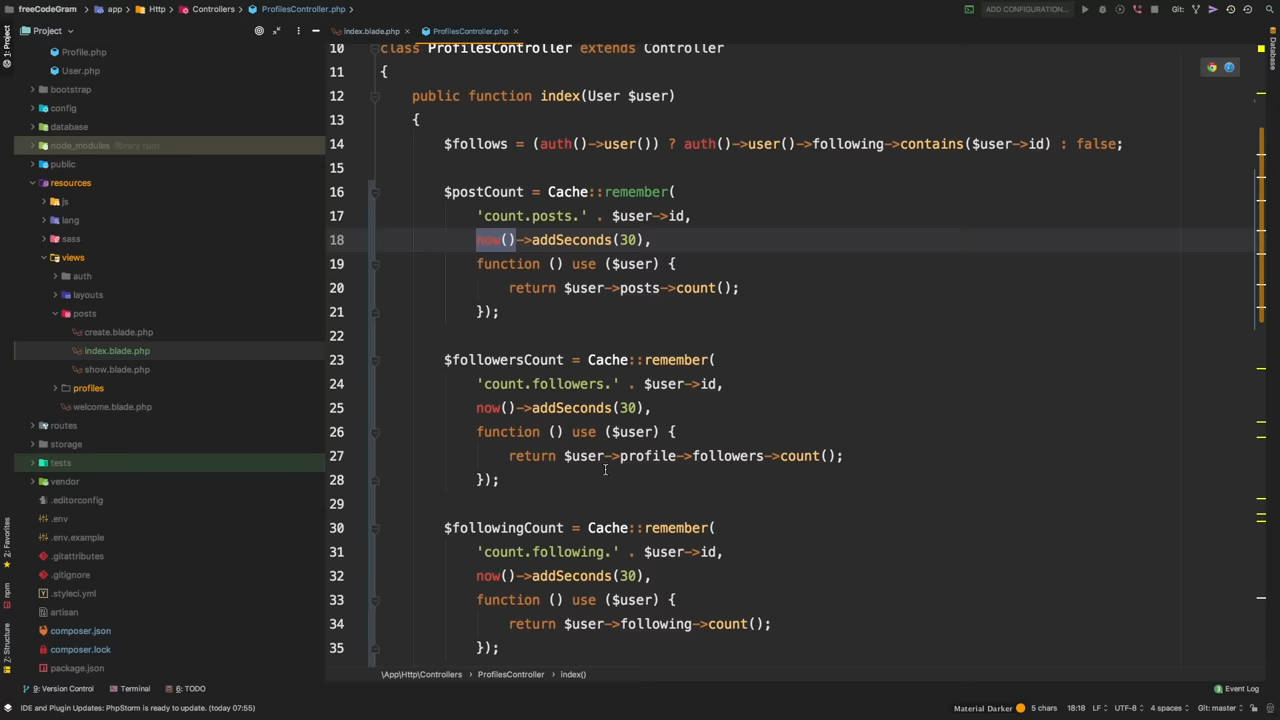 freeCodeGram > app > Http > Controllers > ProfilesController.php >
ADD CONFIGURATION...
Git:
Project
index.blade.php ×
ProfilesController.php ×
1: Project
Database
Profile.php
User.php
bootstrap
config
database
node_modules library root
public
resources
js
lang
sass
views
auth
layouts
posts
create.blade.php
index.blade.php
show.blade.php
profiles
welcome.blade.php
routes
storage
tests
vendor
.editorconfig
.env
.env.example
.gitattributes
.gitignore
.styleci.yml
artisan
composer.json
composer.lock
package.json
2: Favorites
npm
7: Structure
10 class ProfilesController extends Controller
11 {
12 public function index(User $user)
13 {
14 $follows = (auth()->user()) ? auth()->user()->following->contains($user->id) : false;
15
16 $postCount = Cache::remember(
17 'count.posts.' . $user->id,
18 now()->addSeconds(30),
19 function () use ($user) {
20 return $user->posts->count();
21 });
22
23 $followersCount = Cache::remember(
24 'count.followers.' . $user->id,
25 now()->addSeconds(30),
26 function () use ($user) {
27 return $user->profile->followers->count();
28 });
29
30 $followingCount = Cache::remember(
31 'count.following.' . $user->id,
32 now()->addSeconds(30),
33 function () use ($user) {
34 return $user->following->count();
35 });
\App\Http\Controllers > ProfilesController > index()
9: Version Control
Terminal
6: TODO
Event Log
IDE and Plugin Updates: PhpStorm is ready to update. (today 07:55)
Material Darker 5 chars 18:18 LF UTF-8 4 spaces Git: master